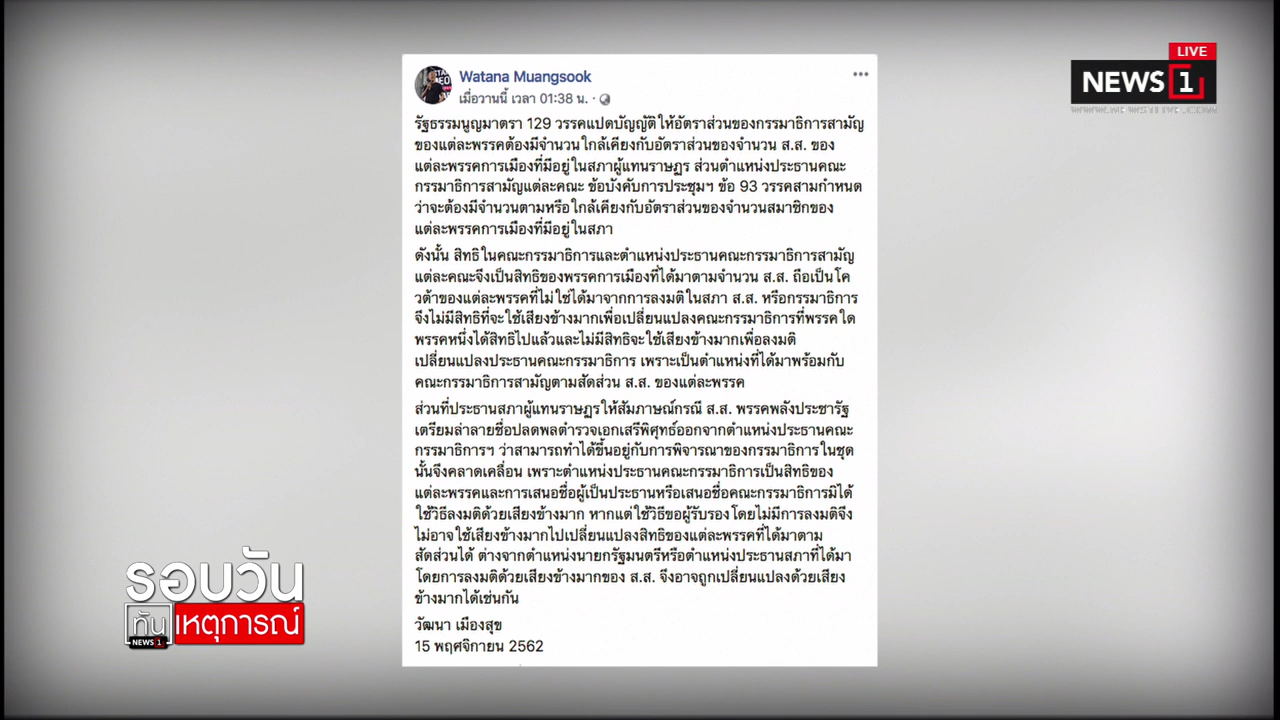 LIVE
NEWS 1
Watana Muangsook
เมื่อวานนี้ เวลา 01:38 น.
รัฐธรรมนูญมาตรา 129 วรรคแปดบัญญัติให้อัตราส่วนของกรรมาธิการสามัญ
ของแต่ละพรรคต้องมีจำนวนใกล้เคียงกับอัตราส่วนของจำนวน ส.ส. ของ
แต่ละพรรคการเมืองที่มีอยู่ในสภาผู้แทนราษฎร ส่วนตำแหน่งประธานคณะ
กรรมาธิการสามัญแต่ละคณะ ข้อบังคับการประชุมฯ ข้อ 93 วรรคสามกำหนด
ว่าจะต้องมีจำนวนตามหรือใกล้เคียงกับอัตราส่วนของจำนวนสมาชิกของ
แต่ละพรรคการเมืองที่มีอยู่ในสภา
ดังนั้น สิทธิในคณะกรรมาธิการและตำแหน่งประธานคณะกรรมาธิการสามัญ
แต่ละคณะจึงเป็นสิทธิของพรรคการเมืองที่ได้มาตามจำนวน ส.ส. ถือเป็นโค
วต้าของแต่ละพรรคที่ไม่ใช่ได้มาจากการลงมติในสภา ส.ส. หรือกรรมาธิการ
จึงไม่มีสิทธิที่จะใช้เสียงข้างมากเพื่อเปลี่ยนแปลงคณะกรรมาธิการที่พรรคใด
พรรคหนึ่งได้สิทธิไปแล้วและไม่มีสิทธิจะใช้เสียงข้างมากเพื่อลงมติ
เปลี่ยนแปลงประธานคณะกรรมาธิการ เพราะเป็นตำแหน่งที่ได้มาพร้อมกับ
คณะกรรมาธิการสามัญตามสัดส่วน ส.ส. ของแต่ละพรรค
ส่วนที่ประธานสภาผู้แทนราษฎรให้สัมภาษณ์กรณี ส.ส. พรรคพลังประชารัฐ
เตรียมล่าลายชื่อปลดพลตำรวจเอกเสรีพิศุทธ์ออกจากตำแหน่งประธานคณะ
กรรมาธิการฯ ว่าสามารถทำได้ขึ้นอยู่กับการพิจารณาของกรรมาธิการในชุด
นั้นจึงคลาดเคลื่อน เพราะตำแหน่งประธานคณะกรรมาธิการเป็นสิทธิของ
แต่ละพรรคและการเสนอชื่อผู้เป็นประธานหรือเสนอชื่อคณะกรรมาธิการมิได้
ใช้วิธีลงมติด้วยเสียงข้างมาก หากแต่ใช้วิธีขอผู้รับรองโดยไม่มีการลงมติจึง
ไม่อาจใช้เสียงข้างมากไปเปลี่ยนแปลงสิทธิของแต่ละพรรคที่ได้มาตาม
สัดส่วนได้ ต่างจากตำแหน่งนายกรัฐมนตรีหรือตำแหน่งประธานสภาที่ได้มา
โดยการลงมติด้วยเสียงข้างมากของ ส.ส. จึงอาจถูกเปลี่ยนแปลงด้วยเสียง
ข้างมากได้เช่นกัน
วัฒนา เมืองสุข
15 พฤศจิกายน 2562
รอบวัน
ทันเหตุการณ์
NEWS 1